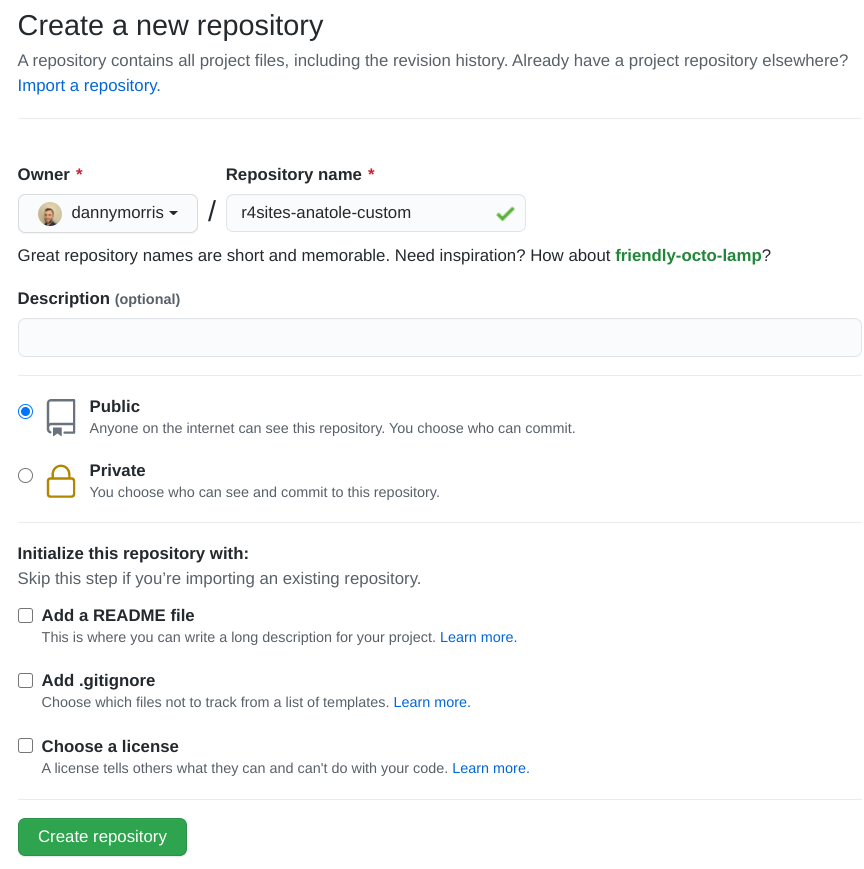 Create a new repository
A repository contains all project files, including the revision history. Already have a project repository elsewhere?
Import a repository.
Owner * Repository name *
dannymorris / r4sites-anatole-custom
Great repository names are short and memorable. Need inspiration? How about friendly-octo-lamp?
Description (optional)
Public
Anyone on the internet can see this repository. You choose who can commit.
Private
You choose who can see and commit to this repository.
Initialize this repository with:
Skip this step if you’re importing an existing repository.
Add a README file
This is where you can write a long description for your project. Learn more.
Add .gitignore
Choose which files not to track from a list of templates. Learn more.
Choose a license
A license tells others what they can and can't do with your code. Learn more.
Create repository